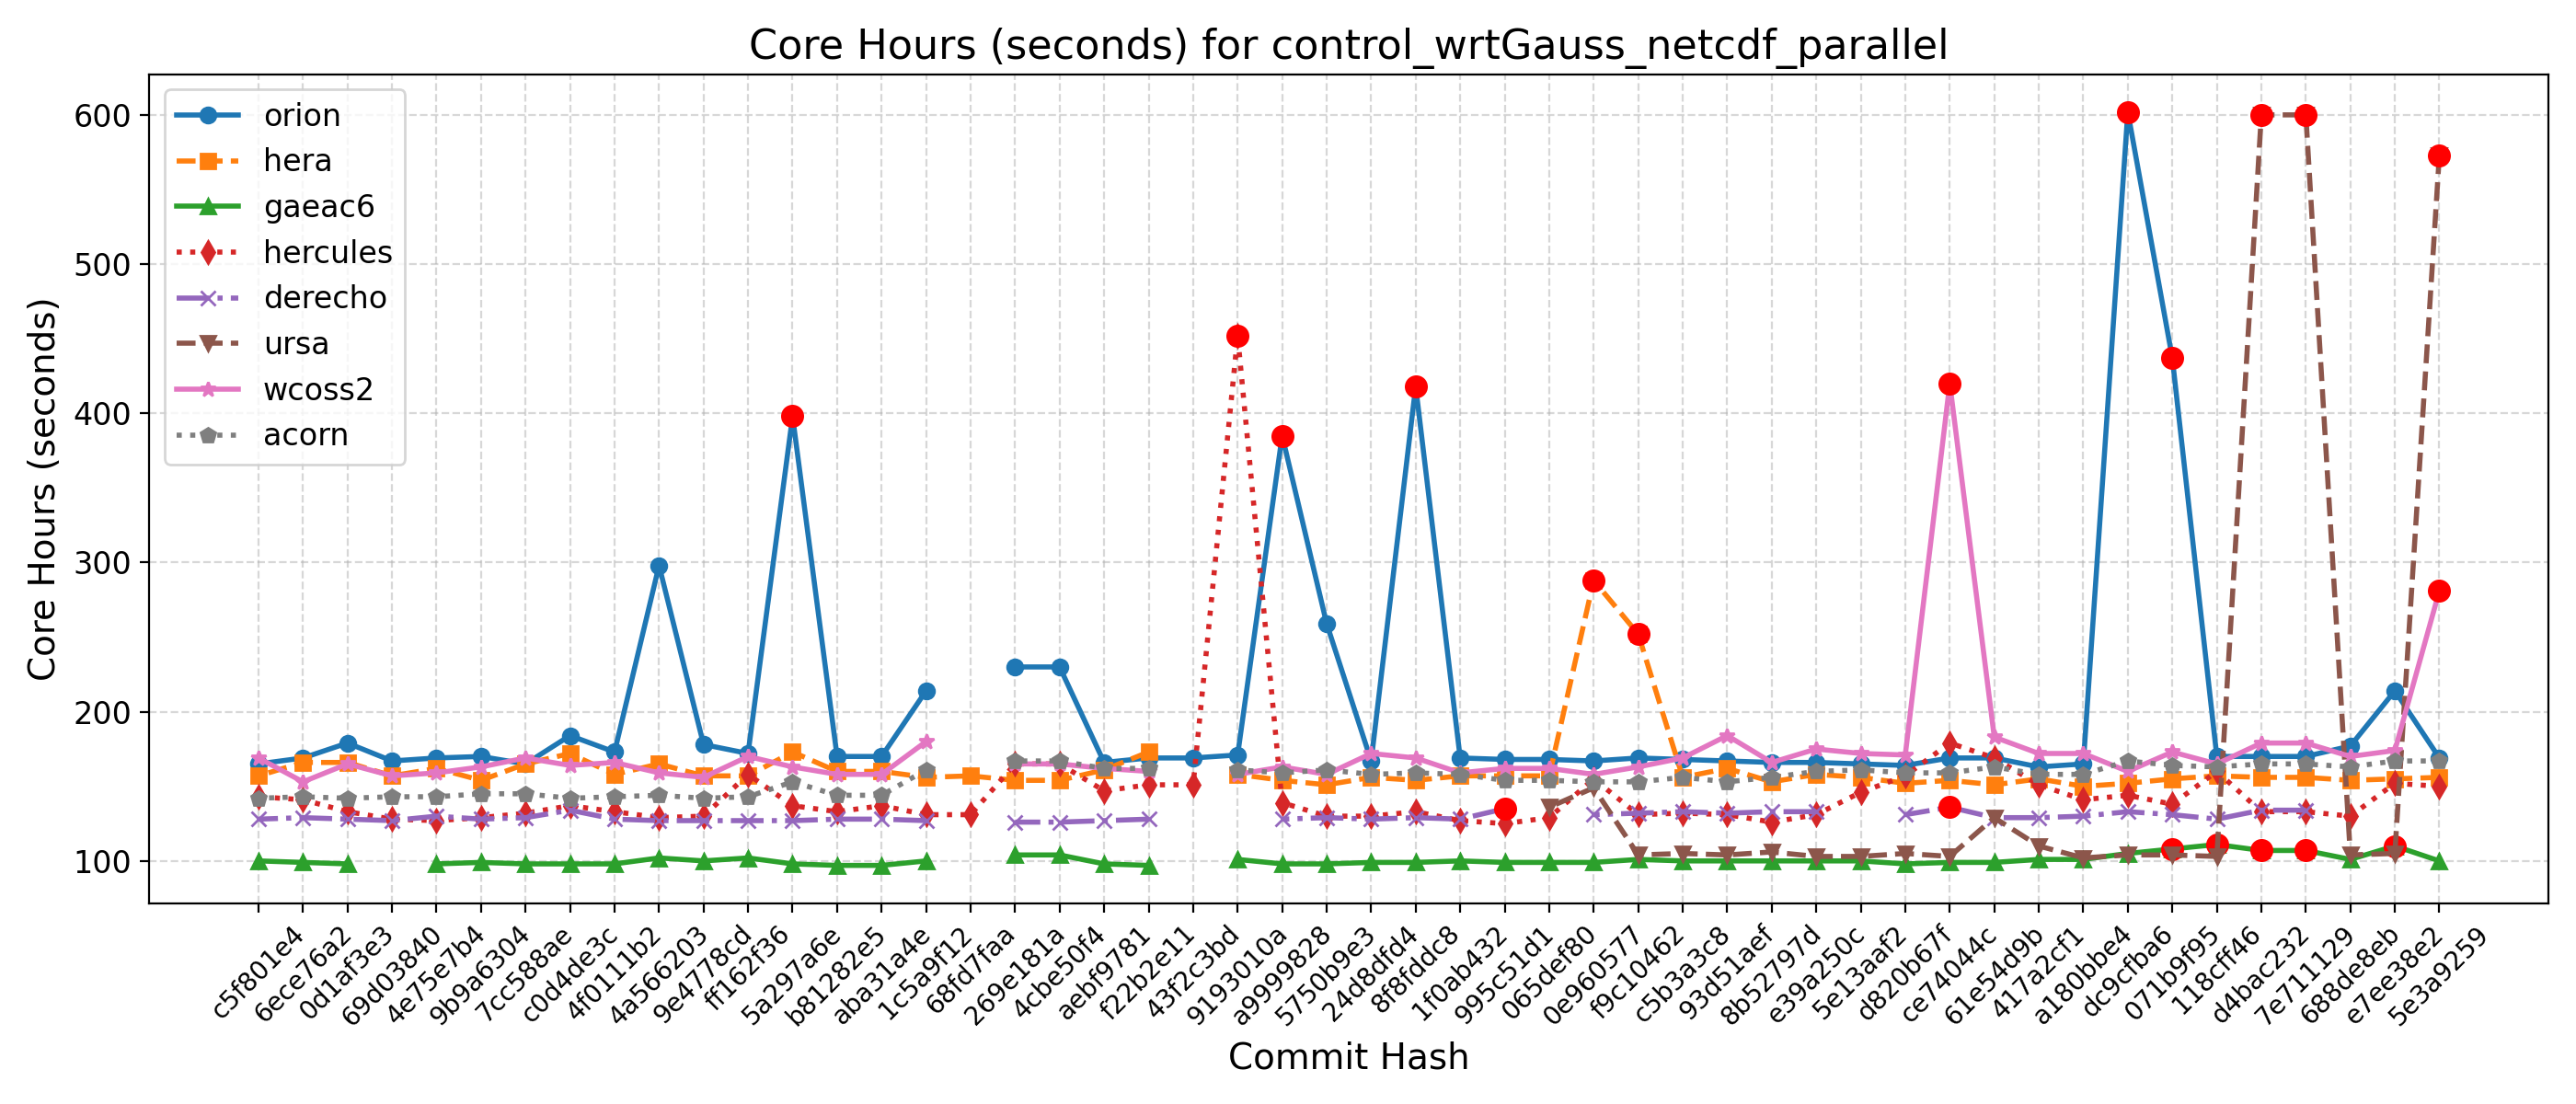 Core Hours (seconds) for control_wrtGauss_netcdf_parallel
Core Hours (seconds)
600
500
400
300
200
100
orion
hera
gaeac6
hercules
derecho
ursa
wcoss2
acorn
c5f801e4
6ece76a2
0d1af3e3
69d03840
4e75e7b4
9b9a6304
7cc588ae
c0d4de3c
4f0111b2
4a566203
9e4778cd
ff162f36
5a297a6e
b81282e5
aba31a4e
1c5a9f12
68fd7faa
269e181a
4cbe50f4
aebf9781
f22b2e11
43f2c3bd
9193010a
a9999828
5750b9e3
24d8dfd4
8f8fddc8
1f0ab432
995c51d1
065def80
0e960577
f9c10462
c5b3a3c8
93d51aef
8b52797d
e39a250c
5e13aaf2
d820b67f
ce74044c
61e54d9b
417a2cf1
a180bbe4
dc9cfba6
071b9f95
118cff46
d4bac232
7e711129
688de8eb
e7ee38e2
5e3a9259
Commit Hash